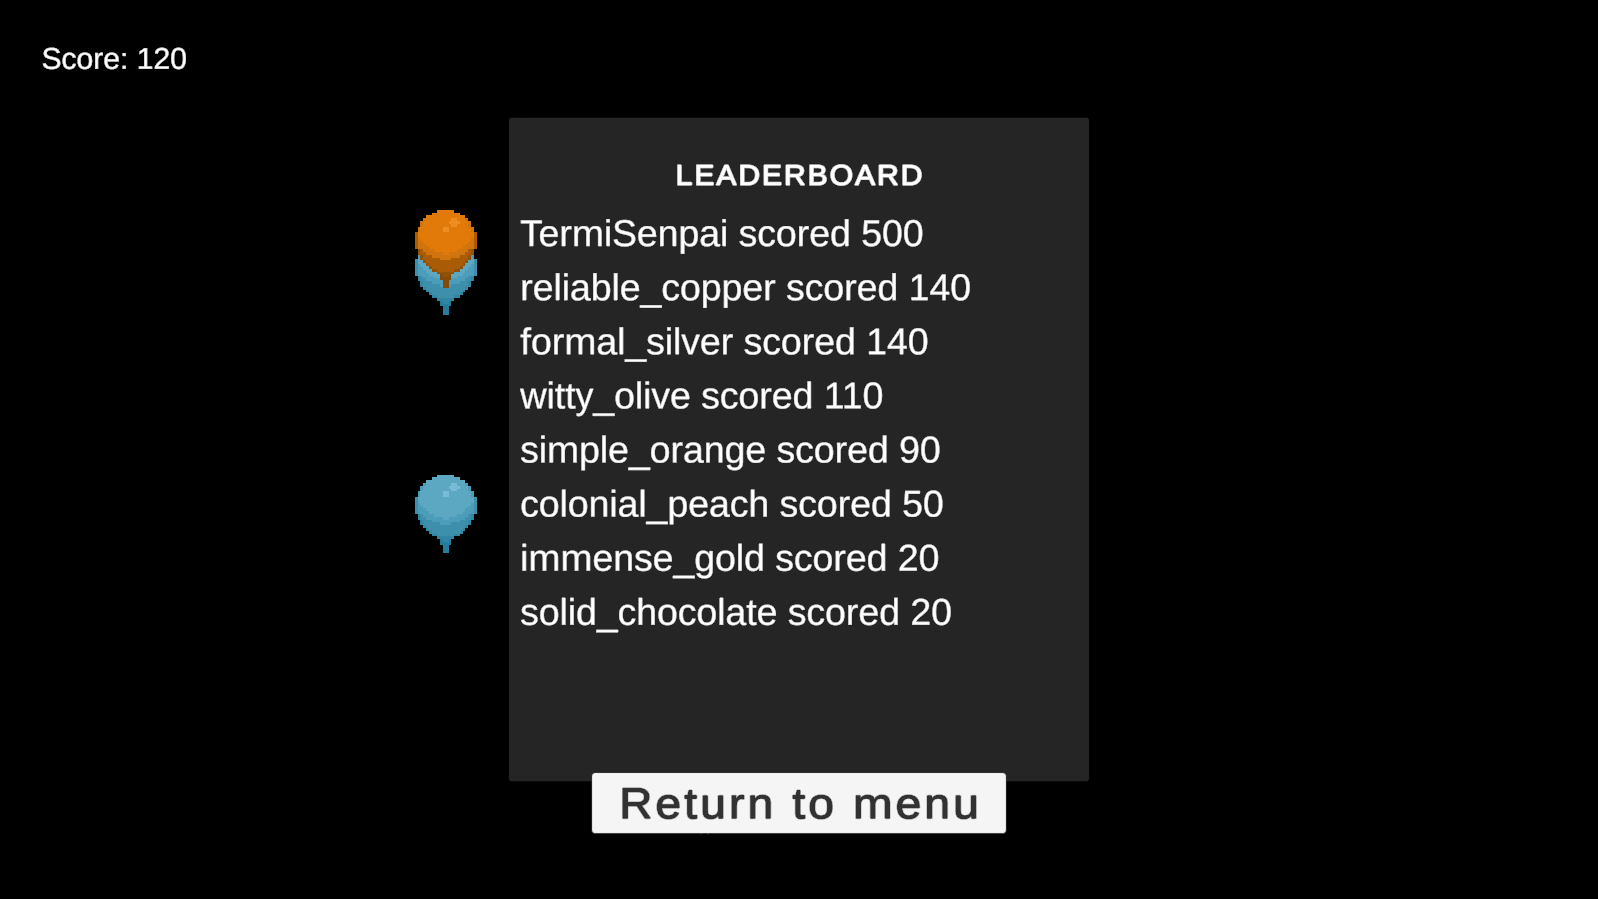 Score: 120
LEADERBOARD
TermiSenpai scored 500
reliable_copper scored 140
formal_silver scored 140
witty_olive scored 110
simple_orange scored 90
colonial_peach scored 50
immense_gold scored 20
solid_chocolate scored 20
Return to menu